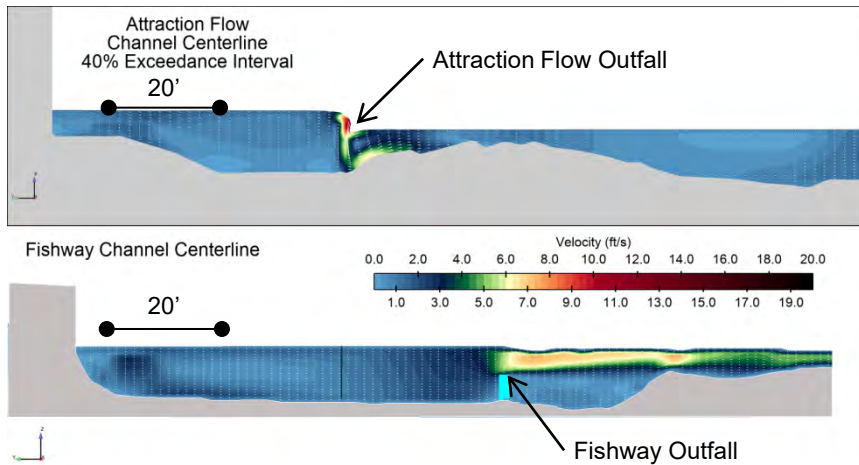 Attraction Flow
Channel Centerline
40% Exceedance Interval
20’
Attraction Flow Outfall
Fishway Channel Centerline
Velocity (ft/s)
0.0 2.0 4.0 6.0 8.0 10.0 12.0 14.0 16.0 18.0 20.0
1.0 3.0 5.0 7.0 9.0 11.0 13.0 15.0 17.0 19.0
20’
Fishway Outfall